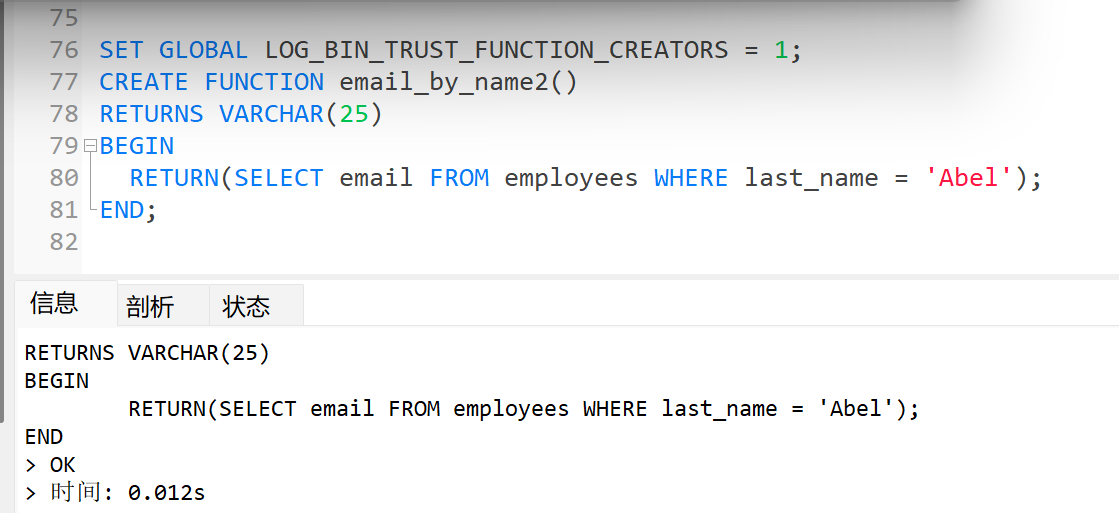 75
76 SET GLOBAL LOG_BIN_TRUST_FUNCTION_CREATORS = 1;
77 CREATE FUNCTION email_by_name2()
78 RETURNS VARCHAR(25)
79 BEGIN
80 RETURN(SELECT email FROM employees WHERE last_name = 'Abel');
81 END;
82
信息 剖析 状态
RETURNS VARCHAR(25)
BEGIN
RETURN(SELECT email FROM employees WHERE last_name = 'Abel');
END
> OK
> 时间: 0.012s